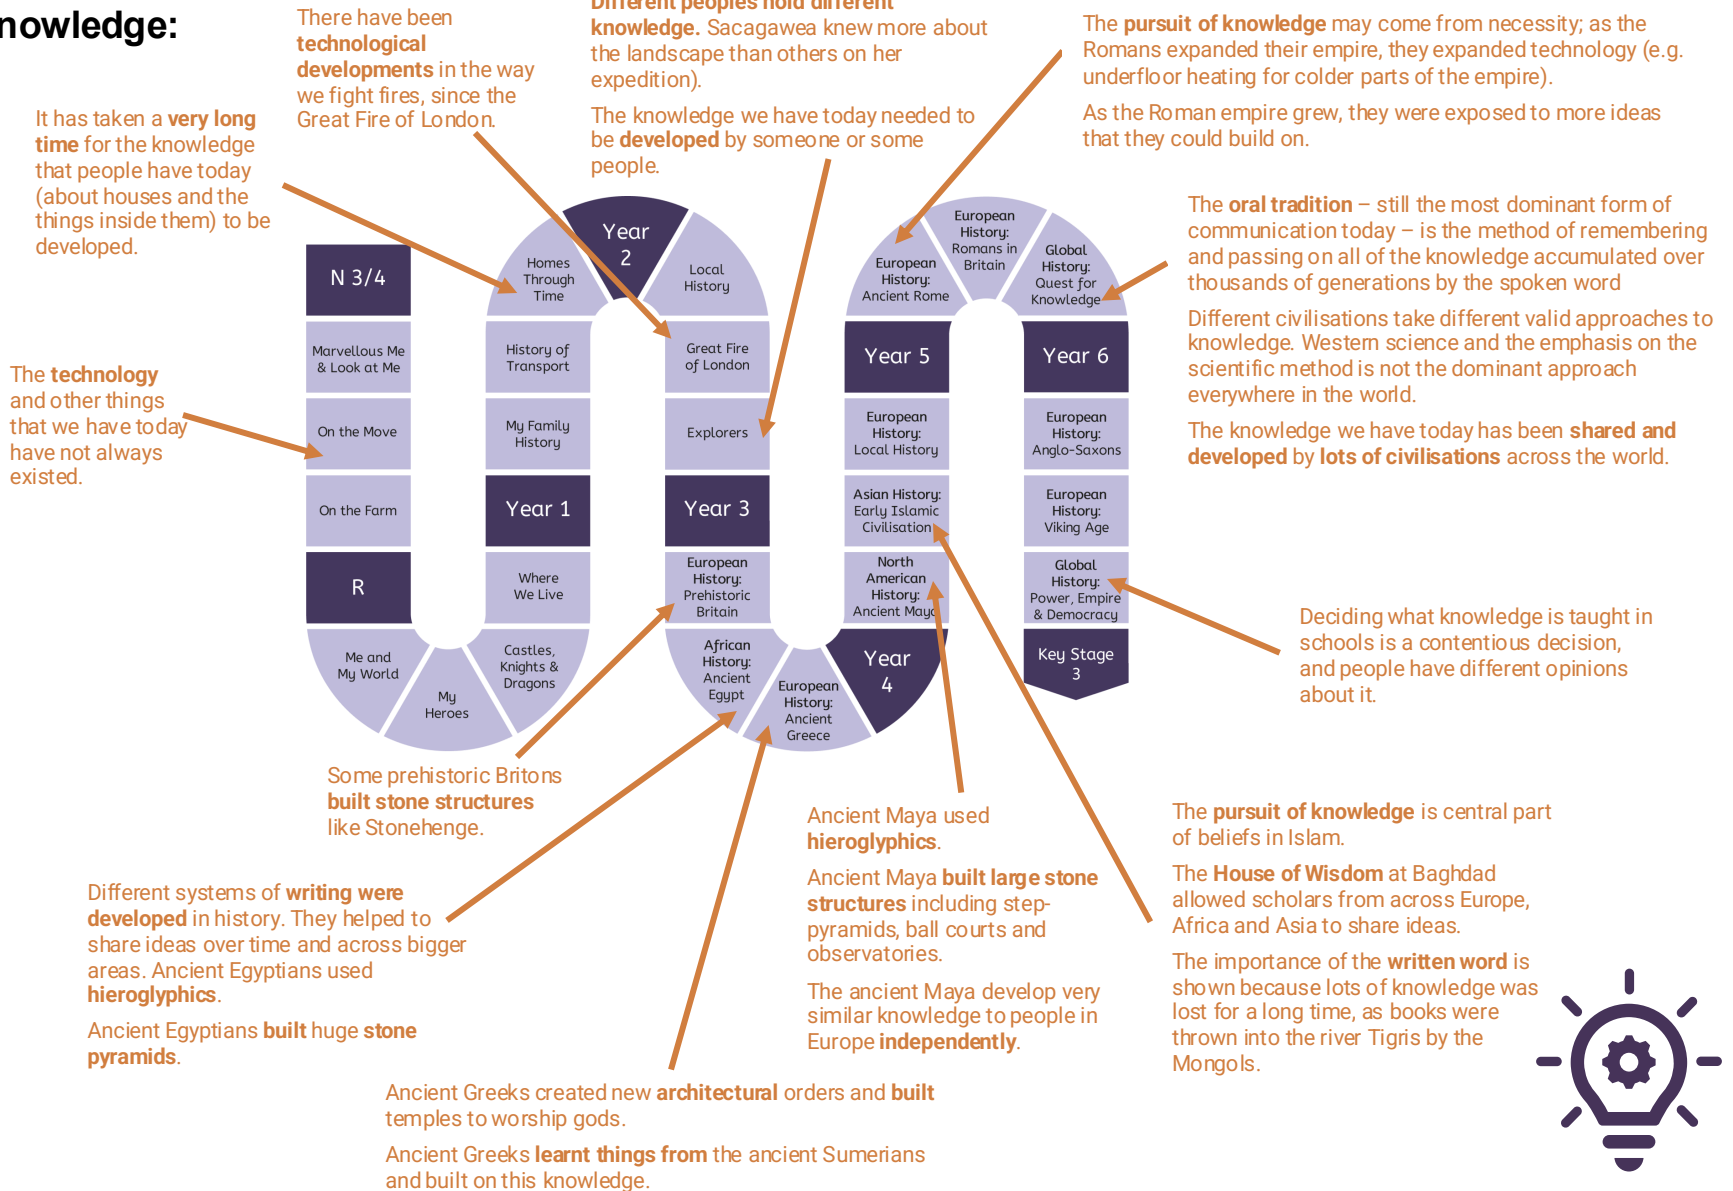 nowledge:
There have been
technological
developments in the way
we fight fires, since the
Great Fire of London.
Different peoples hold different
knowledge. Sacagawea knew more about
the landscape than others on her
expedition).
The knowledge we have today needed to
be developed by someone or some
people.
The pursuit of knowledge may come from necessity; as the
Romans expanded their empire, they expanded technology (e.g.
underfloor heating for colder parts of the empire).
As the Roman empire grew, they were exposed to more ideas
that they could build on.
It has taken a very long
time for the knowledge
that people have today
(about houses and the
things inside them) to be
developed.
The oral tradition – still the most dominant form of
communication today – is the method of remembering
and passing on all of the knowledge accumulated over
thousands of generations by the spoken word
Different civilisations take different valid approaches to
knowledge. Western science and the emphasis on the
scientific method is not the dominant approach
everywhere in the world.
The knowledge we have today has been shared and
developed by lots of civilisations across the world.
The technology
and other things
that we have today
have not always
existed.
N 3/4
Marvellous Me
& Look at Me
On the Move
On the Farm
R
Me and
My World
My
Heroes
Castles,
Knights &
Dragons
Where
We Live
Year 1
My Family
History
History of
Transport
Homes
Through
Time
Year
2
Local
History
Great Fire
of London
Explorers
Year 3
European
History:
Prehistoric
Britain
African
History:
Ancient
Egypt
European
History:
Ancient
Greece
Year
4
North
American
History:
Ancient Maya
Asian History:
Early Islamic
Civilisation
European
History:
Local History
Year 5
European
History:
Ancient Rome
European
History:
Romans in
Britain
Global
History:
Quest for
Knowledge
Year 6
European
History:
Anglo-Saxons
European
History:
Viking Age
Global
History:
Power, Empire
& Democracy
Key Stage
3
Deciding what knowledge is taught in
schools is a contentious decision,
and people have different opinions
about it.
Some prehistoric Britons
built stone structures
like Stonehenge.
Different systems of writing were
developed in history. They helped to
share ideas over time and across bigger
areas. Ancient Egyptians used
hieroglyphics.
Ancient Egyptians built huge stone
pyramids.
Ancient Maya used
hieroglyphics.
Ancient Maya built large stone
structures including step-
pyramids, ball courts and
observatories.
The ancient Maya develop very
similar knowledge to people in
Europe independently.
The pursuit of knowledge is central part
of beliefs in Islam.
The House of Wisdom at Baghdad
allowed scholars from across Europe,
Africa and Asia to share ideas.
The importance of the written word is
shown because lots of knowledge was
lost for a long time, as books were
thrown into the river Tigris by the
Mongols.
Ancient Greeks created new architectural orders and built
temples to worship gods.
Ancient Greeks learnt things from the ancient Sumerians
and built on this knowledge.